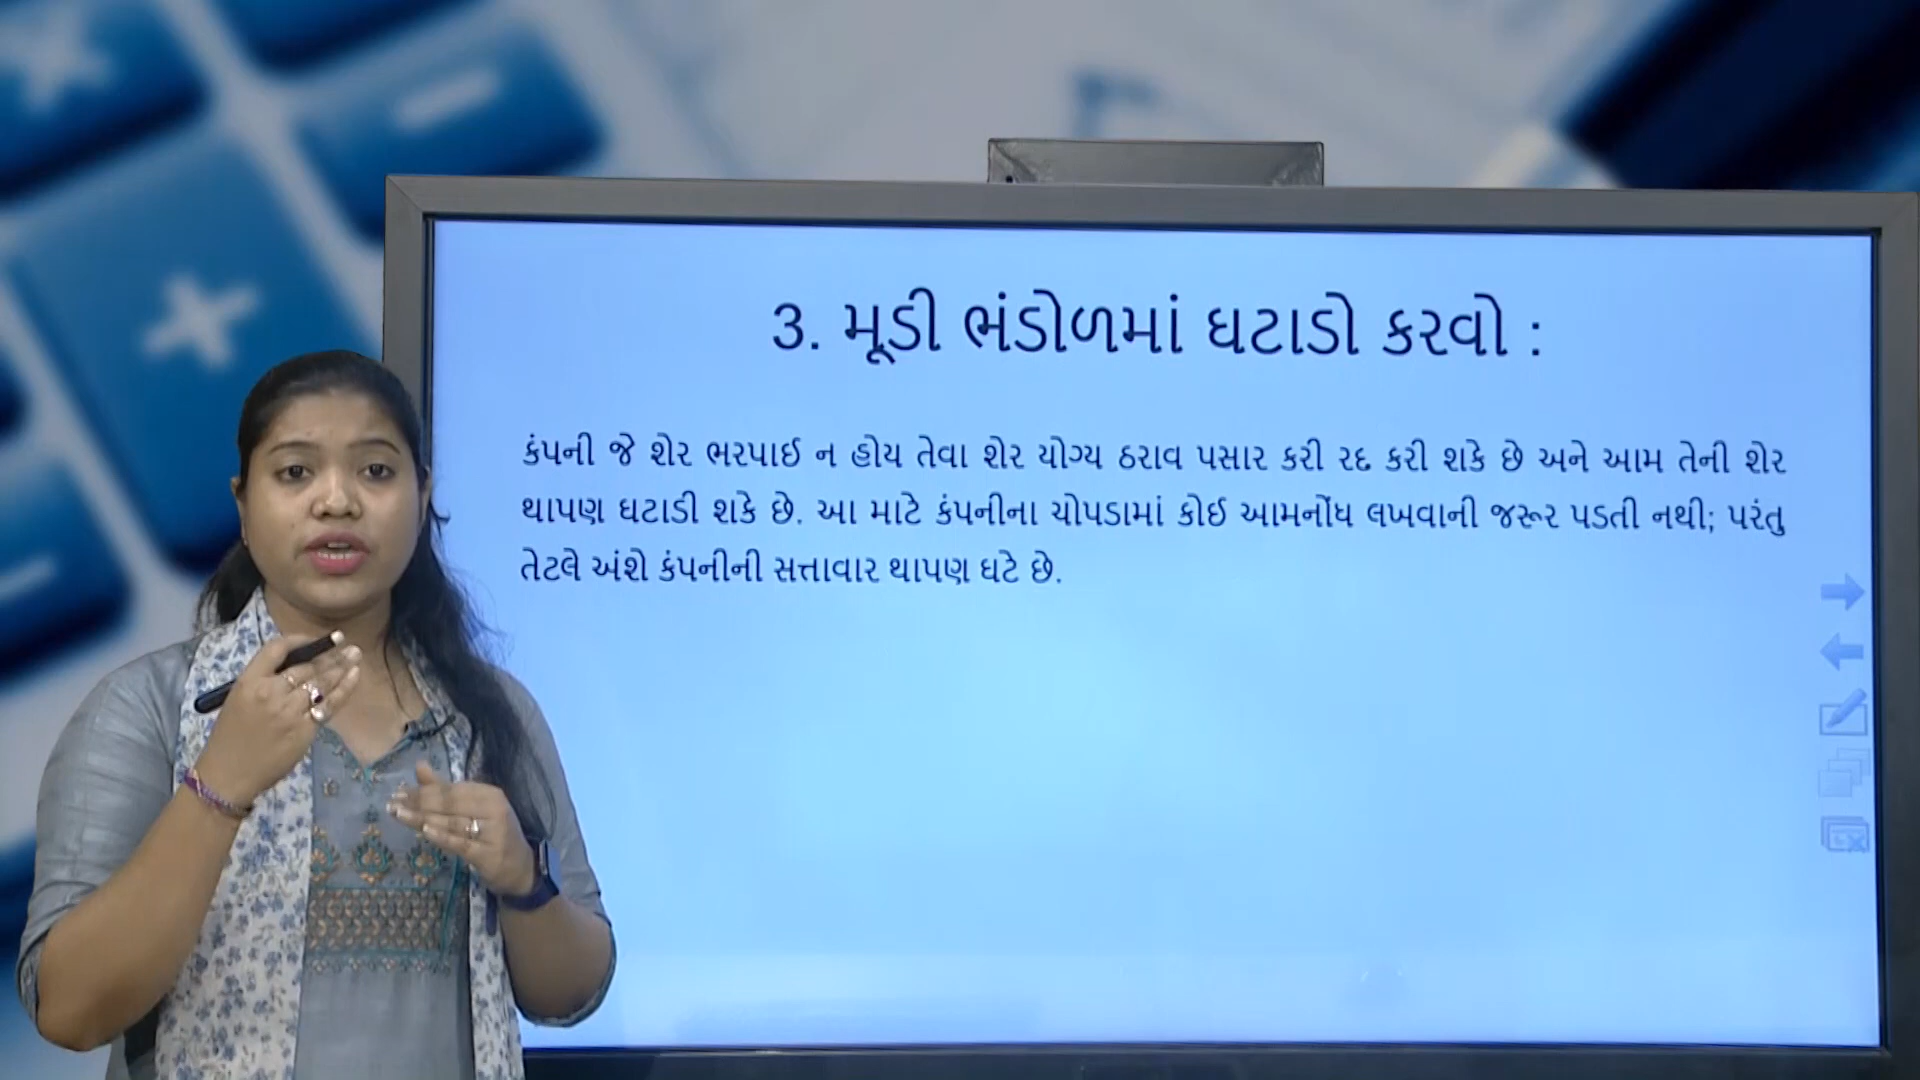 3. મૂડી ભંડોળમાં ઘટાડો કરવો :
કંપની જે શેર ભરપાઈ ન હોય તેવા શેર યોગ્ય ઠરાવ પસાર કરી રદ કરી શકે છે અને આમ તેની શેર
થાપણ ઘટાડી શકે છે. આ માટે કંપનીના ચોપડામાં કોઈ આમનોંધ લખવાની જરૂર પડતી નથી; પરંતુ
તેટલે અંશે કંપનીની સત્તાવાર થાપણ ઘટે છે.